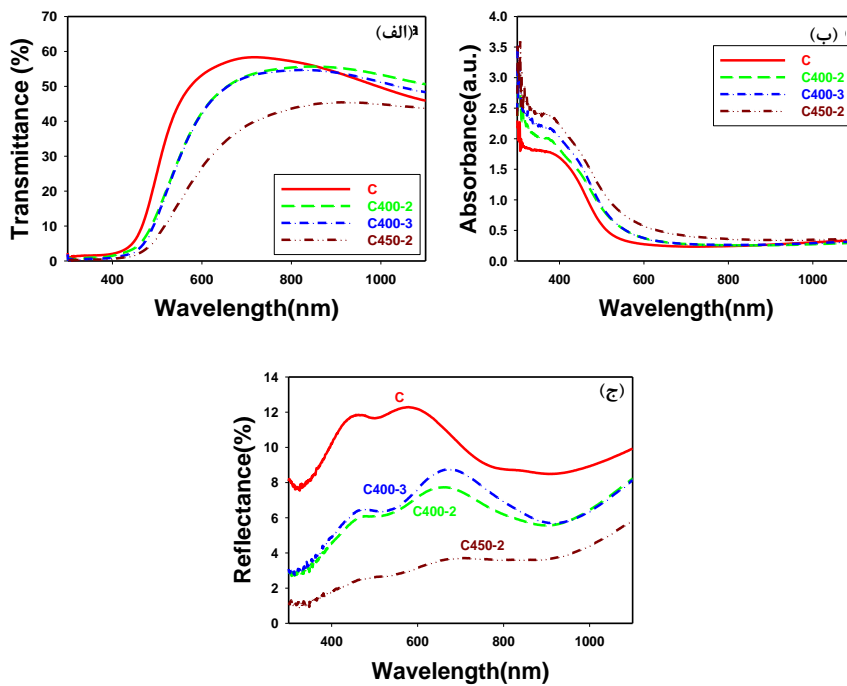 (الف)
Transmittance (%)
70
60
50
40
30
20
10
0
C
C400-2
C400-3
C450-2
400
600
800
1000
Wavelength(nm)
(ب)
Absorbance(a.u.)
4.0
3.5
3.0
2.5
2.0
1.5
1.0
0.5
0.0
C
C400-2
C400-3
C450-2
400
600
800
1000
Wavelength(nm)
(ج)
Reflectance(%)
14
12
10
8
6
4
2
0
C
C400-3
C400-2
C450-2
400
600
800
1000
Wavelength(nm)